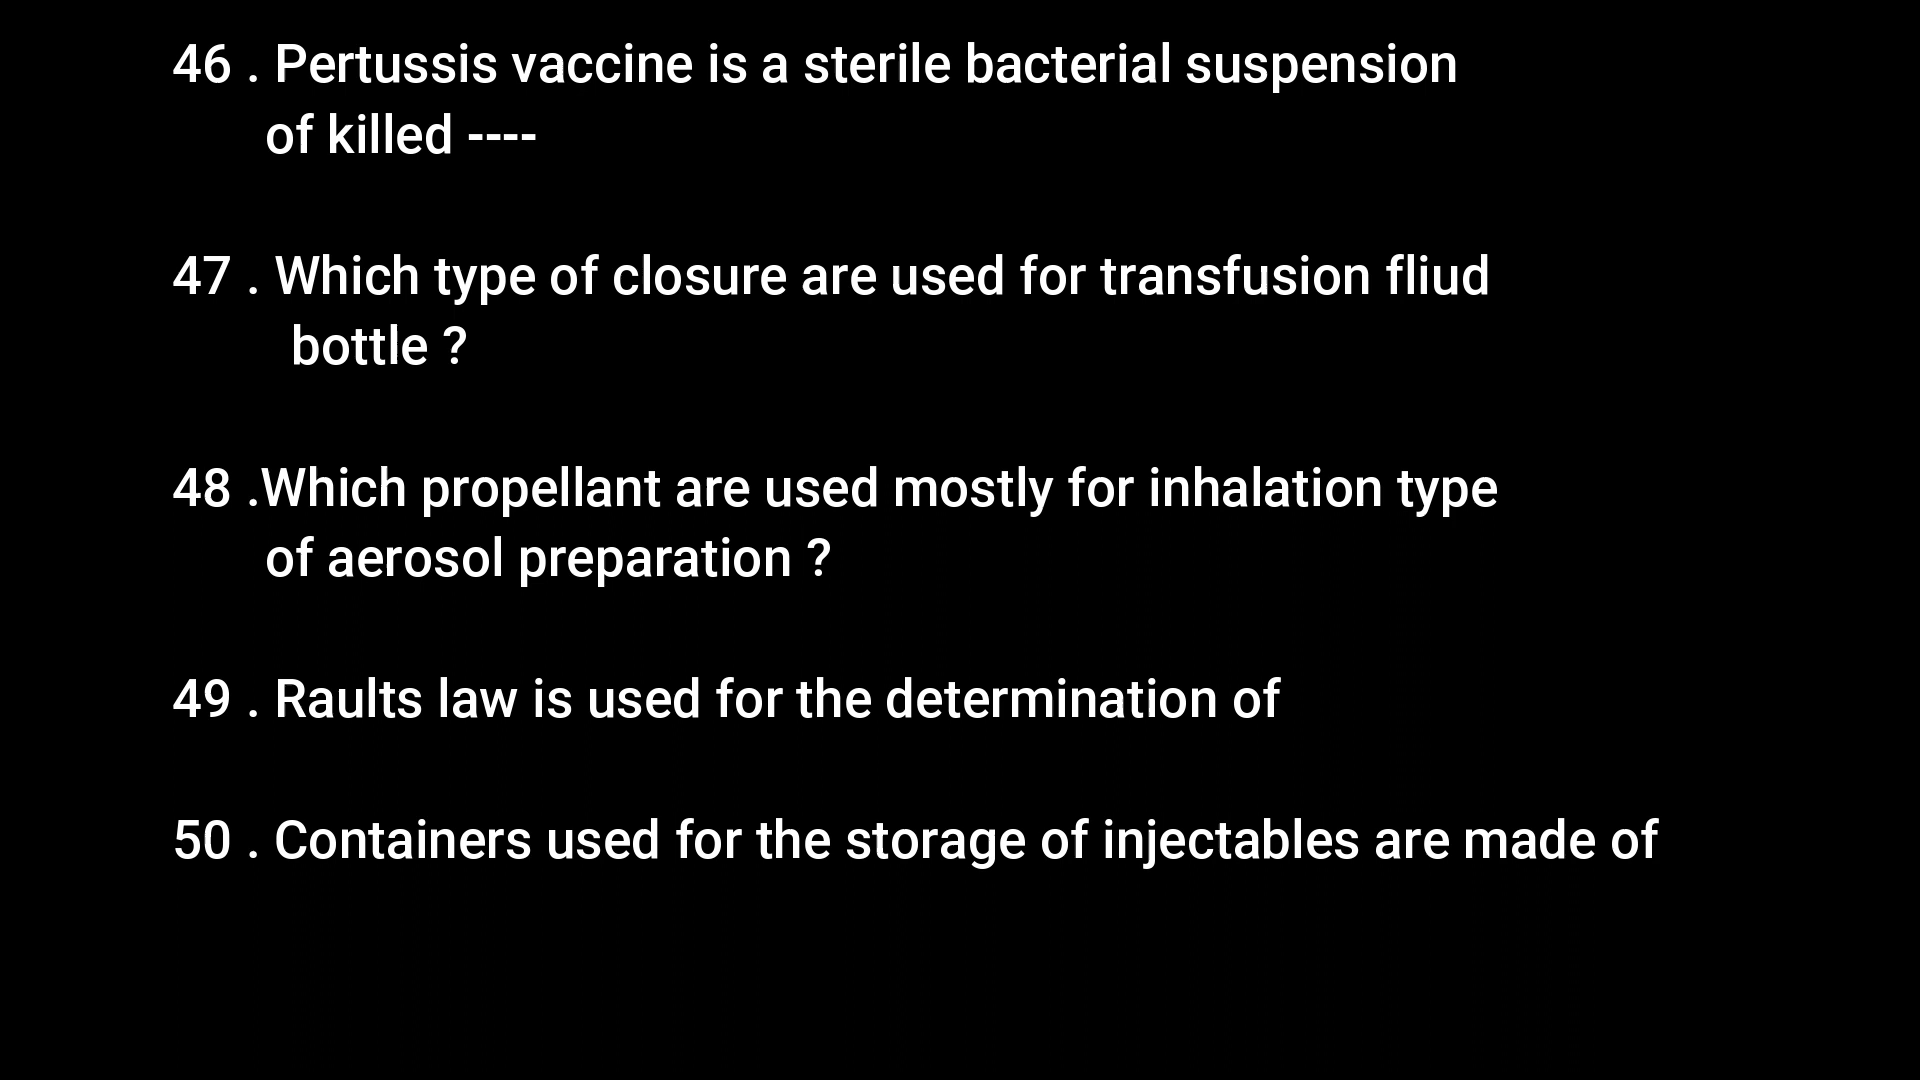 46 . Pertussis vaccine is a sterile bacterial suspension
of killed ----
47 . Which type of closure are used for transfusion fliud
bottle ?
48 .Which propellant are used mostly for inhalation type
of aerosol preparation ?
49 . Raults law is used for the determination of
50 . Containers used for the storage of injectables are made of